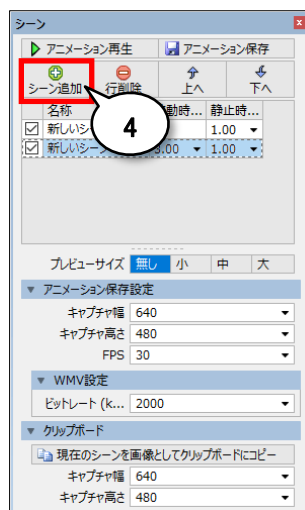 シーン
アニメーション再生 アニメーション保存
シーン追加 行削除 上へ 下へ
名称 動時... 静止時...
新しいシ 1.00
新しいシーン 3.00 1.00
4
プレビューサイズ 無し 小 中 大
アニメーション保存設定
キャプチャ幅 640
キャプチャ高さ 480
FPS 30
WMV設定
ビットレート (k... 2000
クリップボード
現在のシーンを画像としてクリップボードにコピー
キャプチャ幅 640
キャプチャ高さ 480